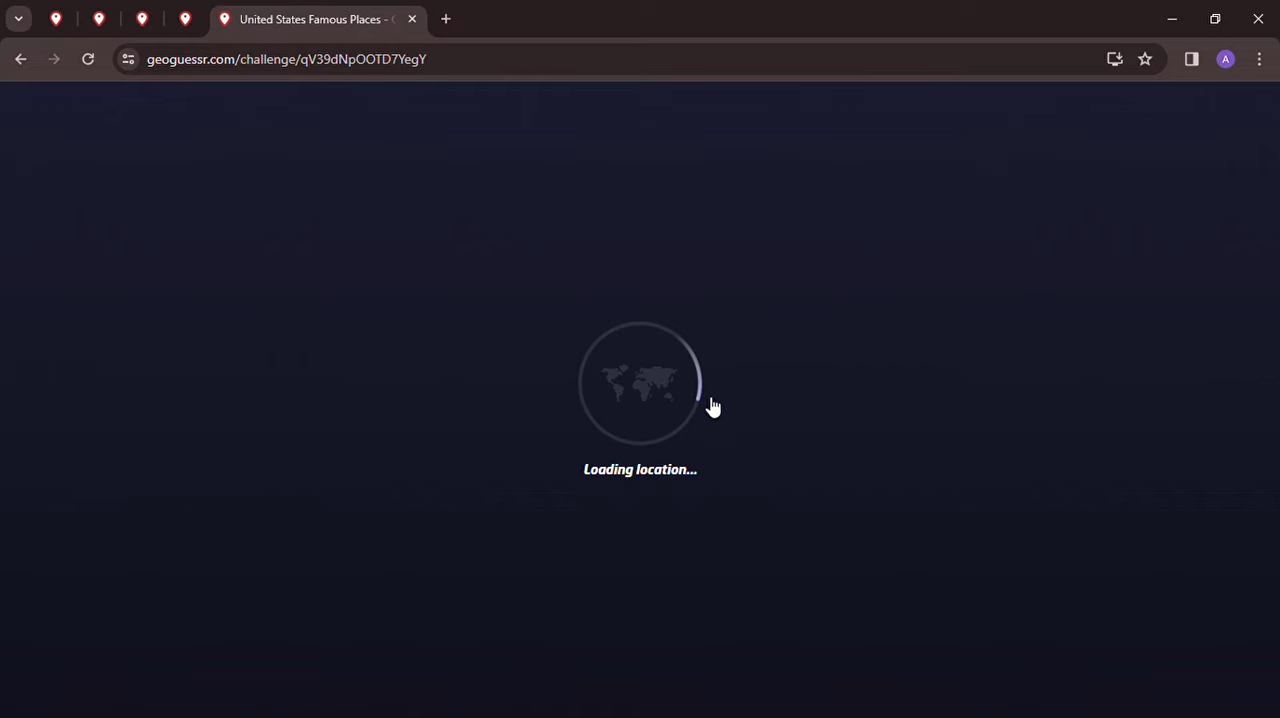 United States Famous Places -
geoguessr.com/challenge/qV39dNpOOTD7YegY
A
Loading location...